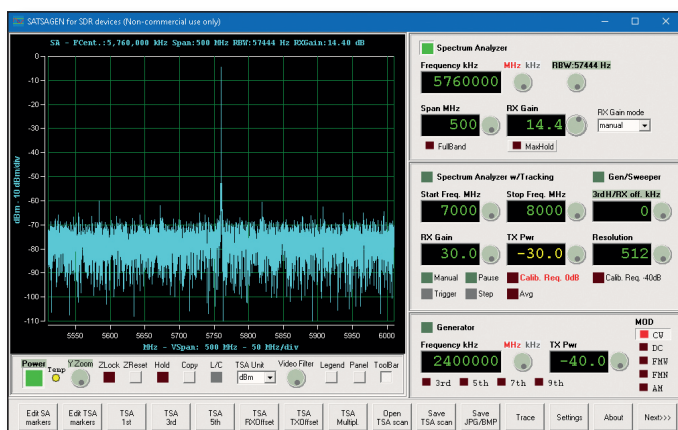 SATSAGEN for SDR devices (Non-commercial use only)
SA - FCent.:5,760,000 kHz Span:500 MHz RBW:57444 Hz RXGain:14.40 dB
dBm - 10 dBm/div
0
-10
-20
-30
-40
-50
-60
-70
-80
-90
-100
-110
5550 5600 5650 5700 5750 5800 5850 5900 5950 6000
MHz - VSpan: 500 MHz - 50 MHz/div
Spectrum Analyzer
Frequency kHz MHz kHz RBW:57444 Hz
5760000
Span MHz RX Gain RX Gain mode
500 14.4 manual
FullBand MaxHold
Spectrum Analyzer w/Tracking Gen/Sweeper
Start Freq. MHz Stop Freq. MHz 3rdH/RX off. kHz
7000 8000 0
RX Gain TX Pwr Resolution
30.0 -30.0 512
Manual Pause Calib. Req. 0dB Calib. Req. -40dB
Trigger Step Avg
Generator MOD
Frequency kHz MHz kHz TX Pwr
2400000 -40.0
CW
DC
FMW
FMN
AM
3rd 5th 7th 9th
Power Temp Y Zoom ZLock ZReset Hold Copy L/C TSA Unit Video Filter Legend Panel ToolBar
dBm
Edit SA markers
Edit TSA markers
TSA 1st
TSA 3rd
TSA 5th
TSA RXOffset
TSA TXOffset
TSA Multipl.
Open TSA scan
Save TSA scan
Save JPG/BMP
Trace
Settings
About
Next>>>